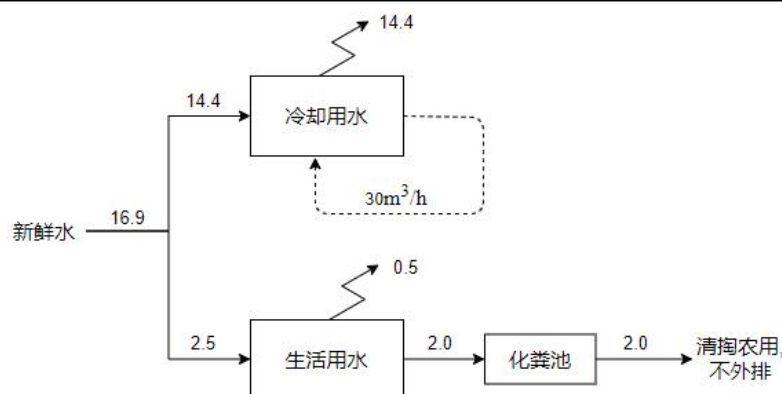 14.4
14.4
冷却用水
30m³/h
16.9
新鲜水
0.5
2.5
生活用水
2.0
化粪池
2.0
清掏农用,
不外排